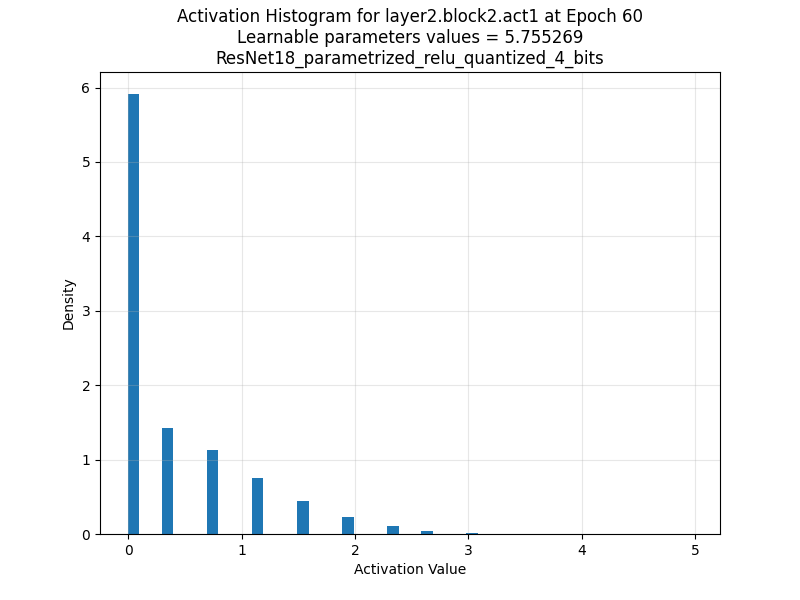 Activation Histogram for layer2.block2.act1 at Epoch 60
Learnable parameters values = 5.755269
ResNet18_parametrized_relu_quantized_4_bits
6
5
4
3
2
1
0
Density
0 1 2 3 4 5
Activation Value